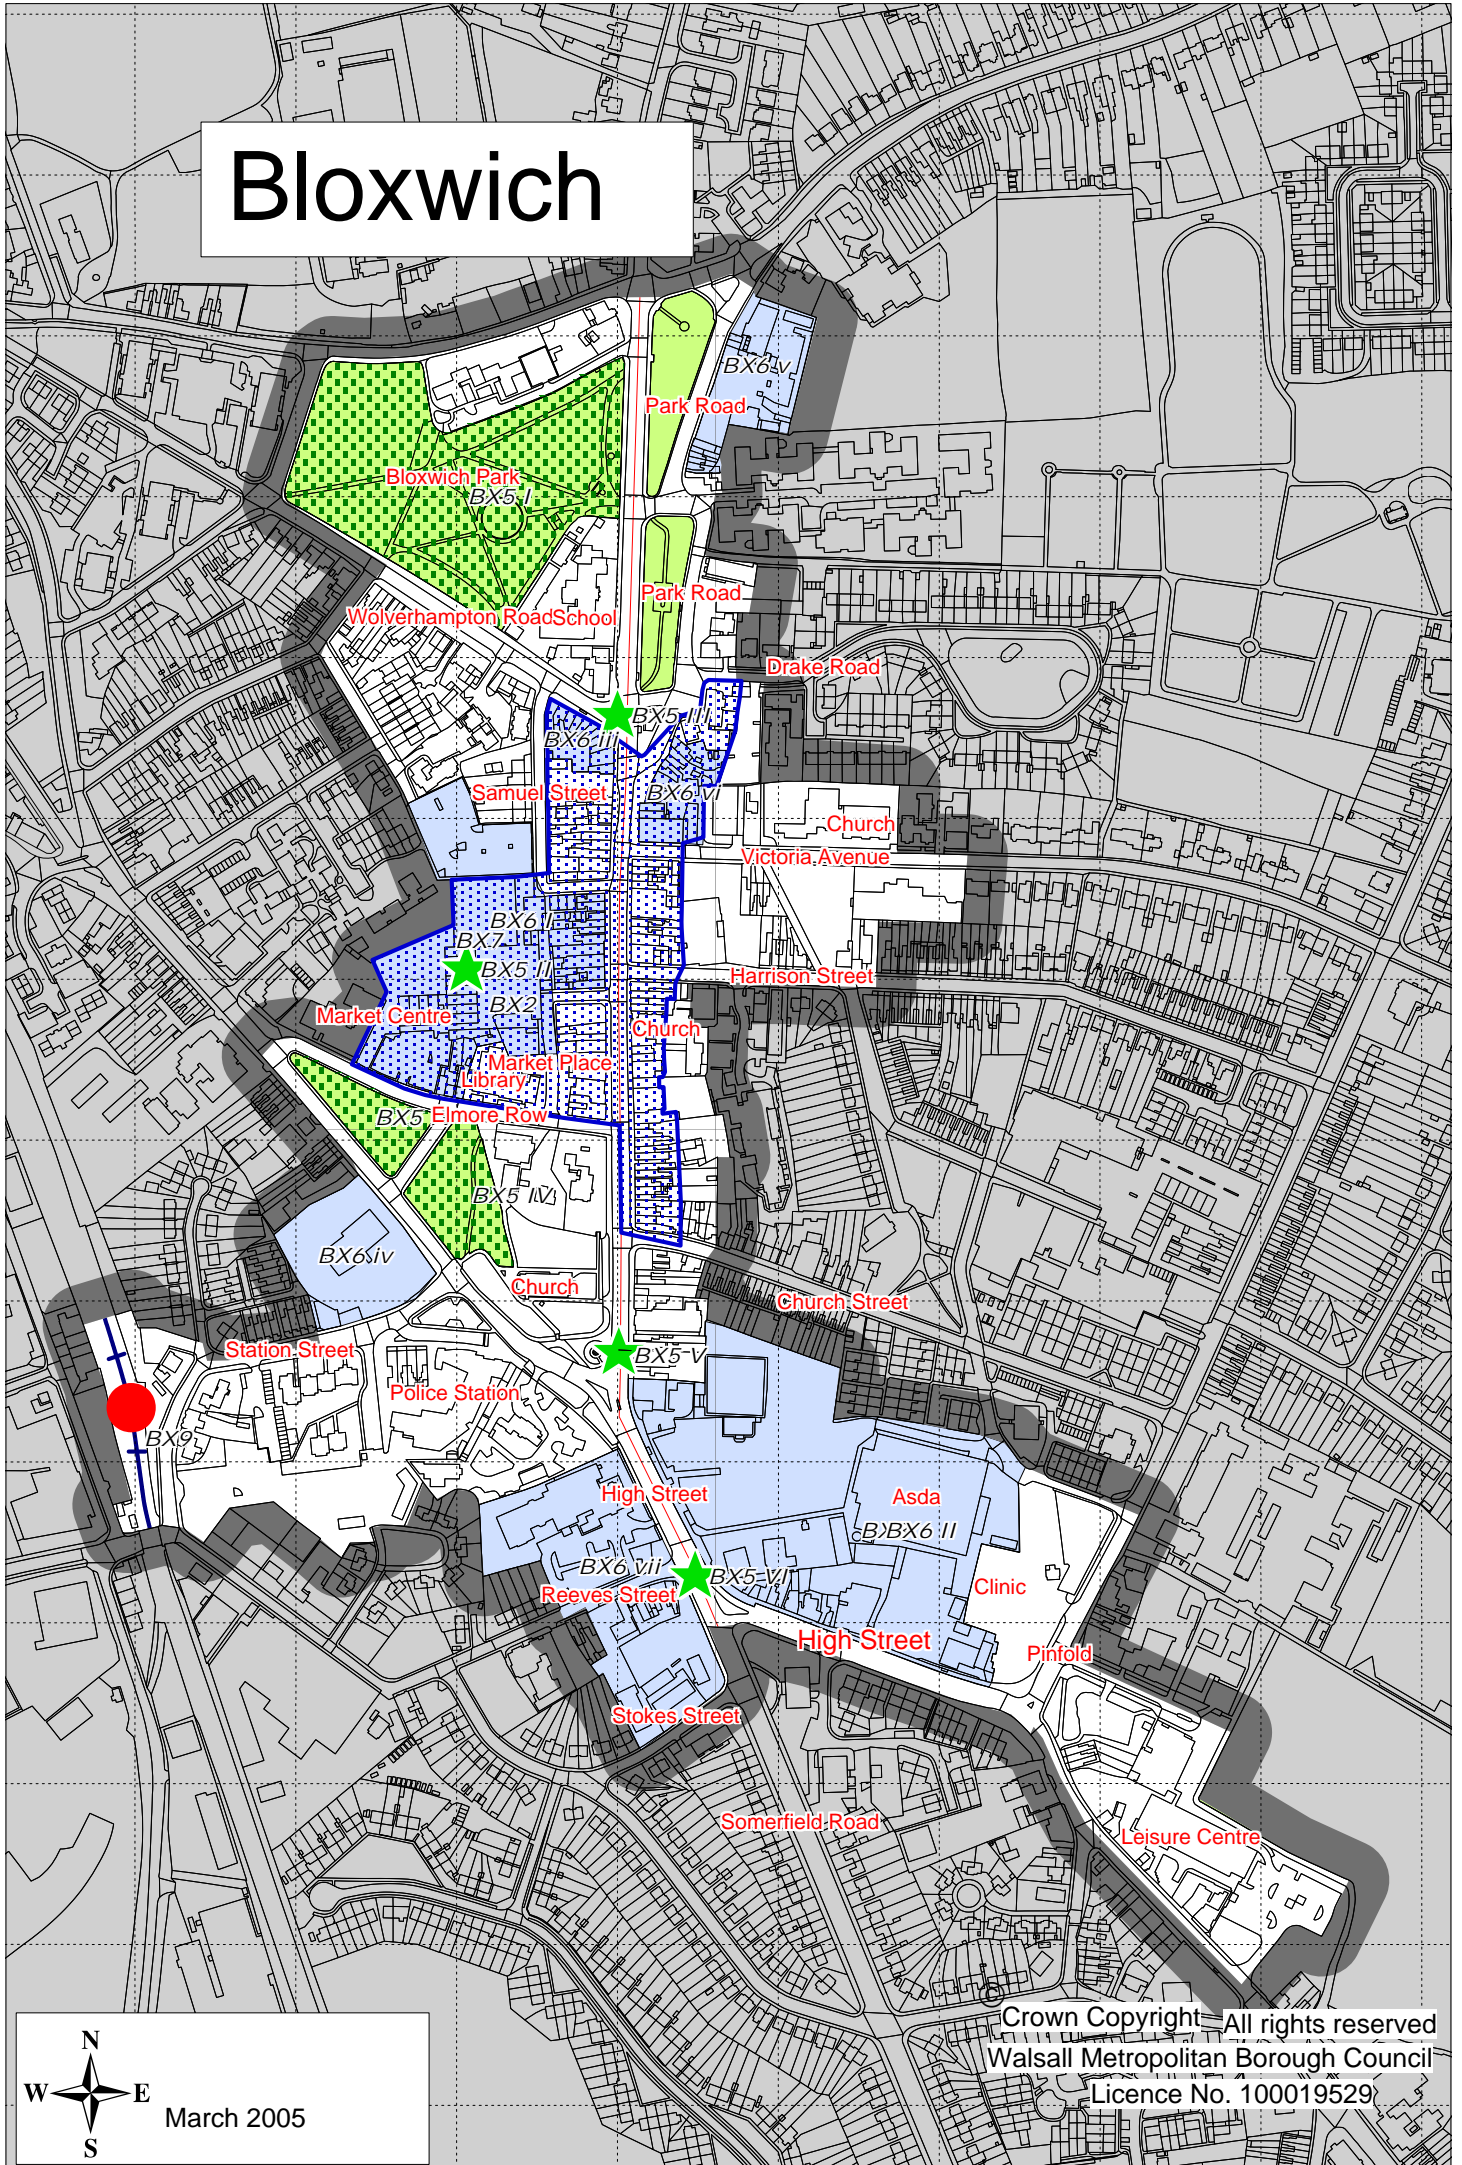 Bloxwich
BX6 v
Park Road
Bloxwich Park
BX5 I
Park Road
Wolverhampton Road
School
Drake Road
BX5 III
BX6 iii
Samuel Street
BX6 vi
Church
Victoria Avenue
BX6 I
BX7
BX5 II
Harrison Street
BX2
Market Centre
Church
Market Place
Library
BX5
Elmore Row
BX5 IV
BX6 iv
Church
Church Street
Station Street
BX5 V
Police Station
BX9
High Street
Asda
BX6 II
BX6 vii
BX5 VI
Reeves Street
Clinic
High Street
Pinfold
Stokes Street
Somerfield Road
Leisure Centre
©
Crown Copyright
All rights reserved
Walsall Metropolitan Borough Council
Licence No. 100019529
N
W E
S
March 2005